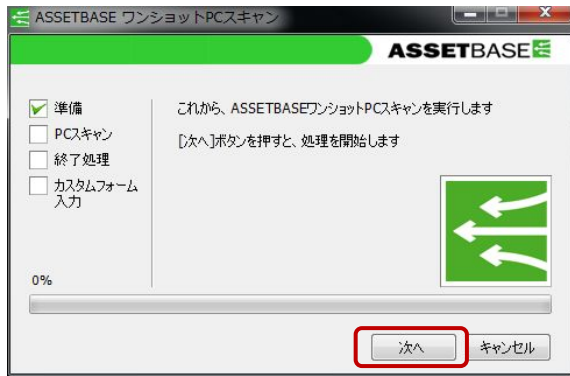 ASSETBASE ワンショットPCスキャン
ASSETBASE
準備
PCスキャン
終了処理
カスタムフォーム
入力
これから、ASSETBASEワンショットPCスキャンを実行します
[次へ]ボタンを押すと、処理を開始します
0%
次へ
キャンセル